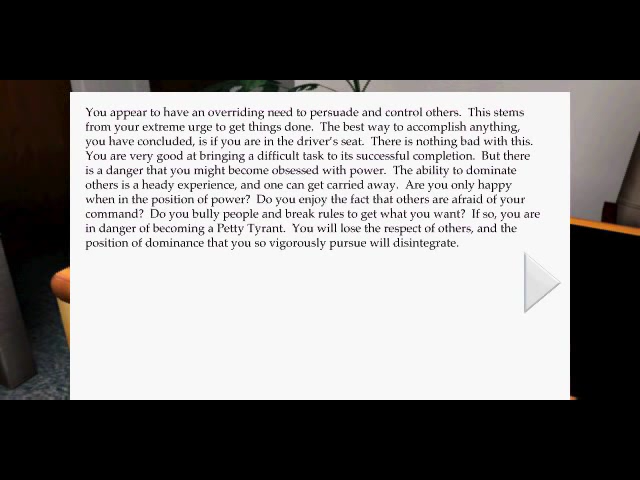 You appear to have an overriding need to persuade and control others.  This stems
from your extreme urge to get things done.  The best way to accomplish anything,
you have concluded, is if you are in the driver's seat.  There is nothing bad with this.
You are very good at bringing a difficult task to its successful completion.  But there
is a danger that you might become obsessed with power.  The ability to dominate
others is a heady experience, and one can get carried away.  Are you only happy
when in the position of power?  Do you enjoy the fact that others are afraid of your
command?  Do you bully people and break rules to get what you want?  If so, you are
in danger of becoming a Petty Tyrant.  You will lose the respect of others, and the
position of dominance that you so vigorously pursue will disintegrate.